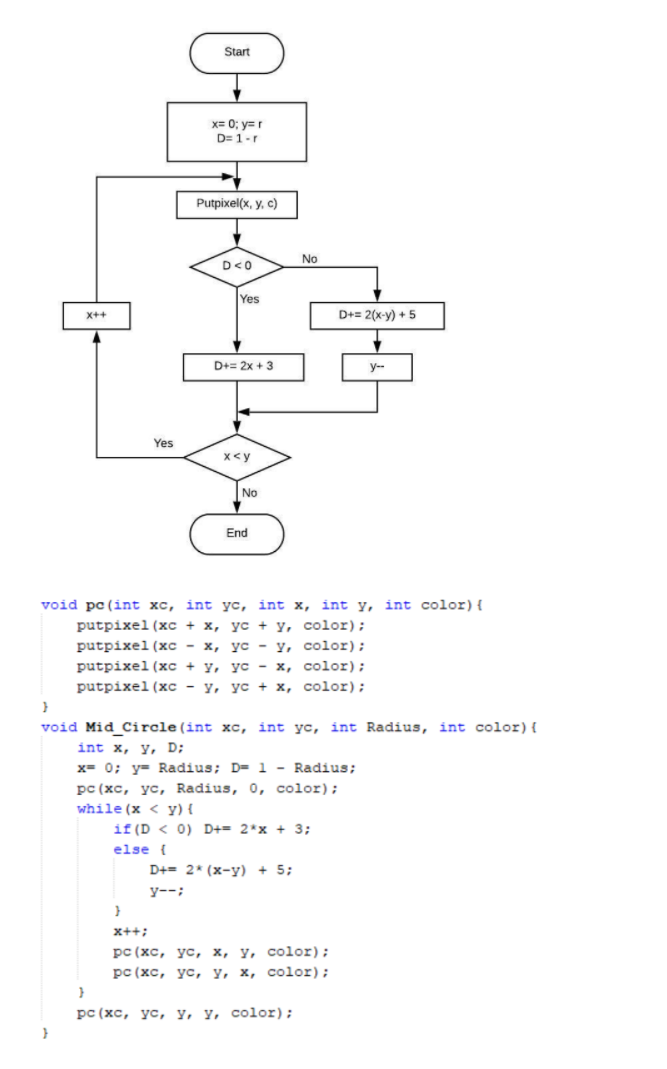 Start
x= 0; y= r
D= 1 - r
Putpixel(x, y, c)
D < 0
No
Yes
x++
D+= 2(x-y) + 5
D+= 2x + 3
y--
Yes
x < y
No
End
void pc(int xc, int yc, int x, int y, int color){
    putpixel(xc + x, yc + y, color);
    putpixel(xc - x, yc - y, color);
    putpixel(xc + y, yc - x, color);
    putpixel(xc - y, yc + x, color);
}
void Mid_Circle(int xc, int yc, int Radius, int color){
    int x, y, D;
    x= 0; y= Radius; D= 1 - Radius;
    pc(xc, yc, Radius, 0, color);
    while(x < y){
        if(D < 0) D+= 2*x + 3;
        else {
            D+= 2*(x-y) + 5;
            y--;
        }
        x++;
        pc(xc, yc, x, y, color);
        pc(xc, yc, y, x, color);
    }
    pc(xc, yc, y, y, color);
}